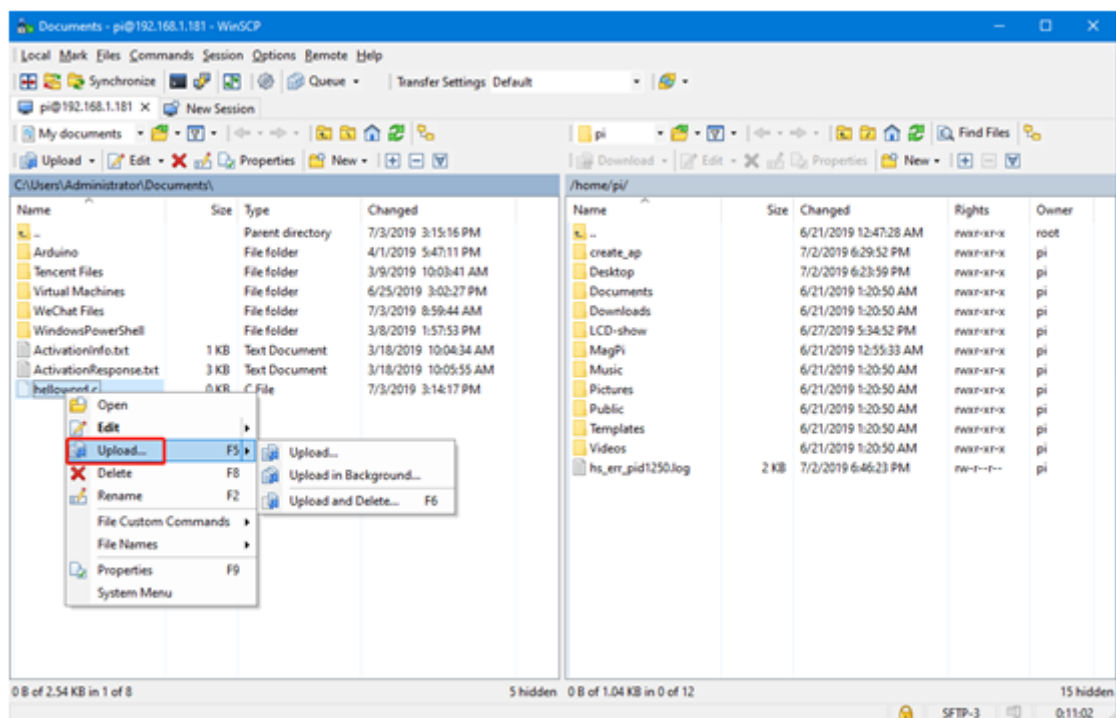 Documents - pi@192.168.1.181 - WinSCP
Local Mark Files Commands Session Options Remote Help
Synchronize Queue Transfer Settings Default
pi@192.168.1.181 New Session
My documents pi Find Files
Upload Edit Properties New Download Edit Properties New
C:\Users\Administrator\Documents\ /home/pi/
Name Size Type Changed Name Size Changed Rights Owner
.. Parent directory 7/3/2019 3:15:16 PM .. 6/21/2019 12:47:28 AM rwxr-xr-x root
Arduino File folder 4/1/2019 5:47:11 PM create_ap 7/2/2019 6:29:52 PM rwxr-xr-x pi
Tencent Files File folder 3/9/2019 10:03:41 AM Desktop 7/2/2019 6:23:59 PM rwxr-xr-x pi
Virtual Machines File folder 6/25/2019 3:02:27 PM Documents 6/21/2019 1:20:50 AM rwxr-xr-x pi
WeChat Files File folder 7/3/2019 8:59:44 AM Downloads 6/21/2019 1:20:50 AM rwxr-xr-x pi
WindowsPowerShell File folder 3/8/2019 1:57:53 PM LCD-show 6/27/2019 5:34:52 PM rwxr-xr-x pi
ActivationInfo.txt 1 KB Text Document 3/18/2019 10:04:34 AM MagPi 6/21/2019 12:55:33 AM rwxr-xr-x pi
ActivationResponse.txt 3 KB Text Document 3/18/2019 10:05:55 AM Music 6/21/2019 1:20:50 AM rwxr-xr-x pi
helloword.c 0 KB C File 7/3/2019 3:14:17 PM Pictures 6/21/2019 1:20:50 AM rwxr-xr-x pi
Public 6/21/2019 1:20:50 AM rwxr-xr-x pi
Templates 6/21/2019 1:20:50 AM rwxr-xr-x pi
Videos 6/21/2019 1:20:50 AM rwxr-xr-x pi
hs_err_pid1250.log 2 KB 7/2/2019 6:46:23 PM rw-r--r-- pi
Open
Edit
Upload... F5
Delete F8
Rename F2
File Custom Commands
File Names
Properties F9
System Menu
Upload...
Upload in Background...
Upload and Delete... F6
0 B of 2.54 KB in 1 of 8 5 hidden 0 B of 1.04 KB in 0 of 12 15 hidden
SFTP-3 0:11:02